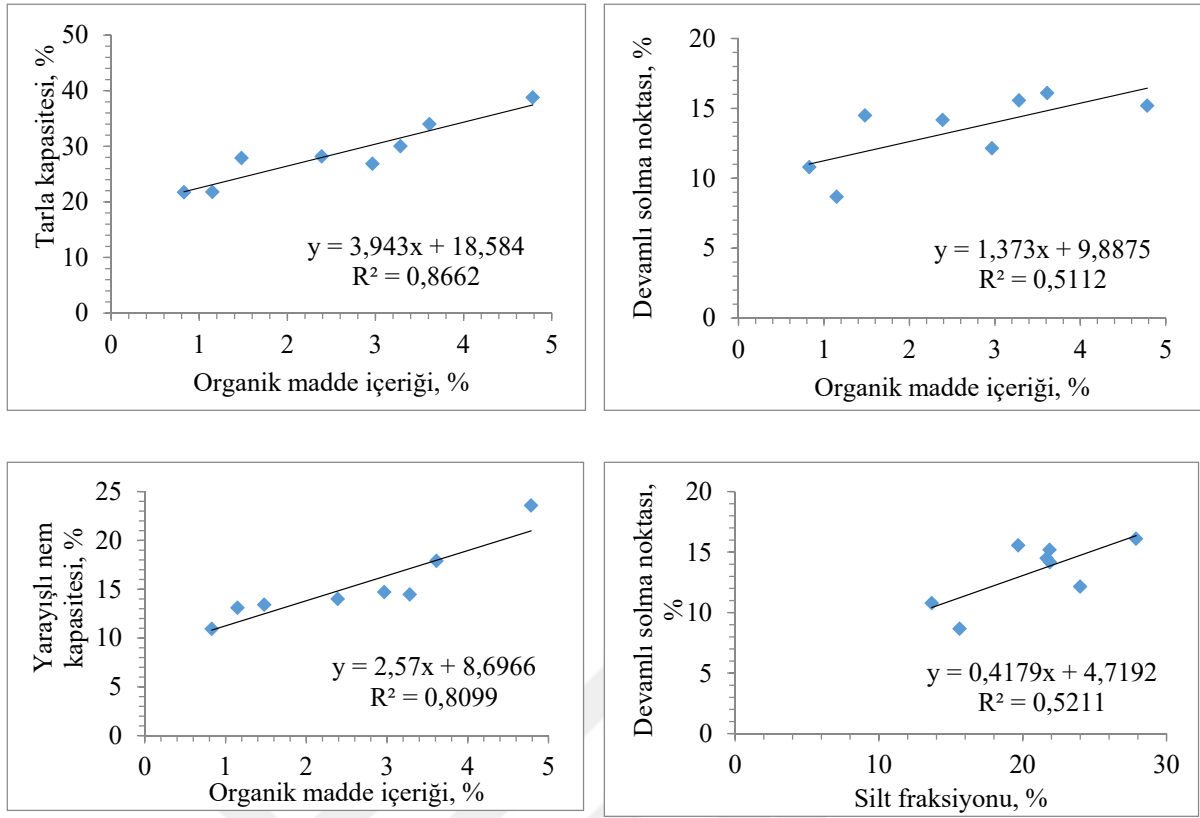 50
40
30
20
10
0
Tarla kapasitesi, %
y = 3,943x + 18,584
R² = 0,8662
0 1 2 3 4 5
Organik madde içeriği, %
20
15
10
5
0
Devamlı solma noktası, %
y = 1,373x + 9,8875
R² = 0,5112
0 1 2 3 4 5
Organik madde içeriği, %
25
20
15
10
5
0
Yarayışlı nem
kapasitesi, %
y = 2,57x + 8,6966
R² = 0,8099
0 1 2 3 4 5
Organik madde içeriği, %
20
15
10
5
0
Devamlı solma noktası,
%
y = 0,4179x + 4,7192
R² = 0,5211
0 10 20 30
Silt fraksiyonu, %